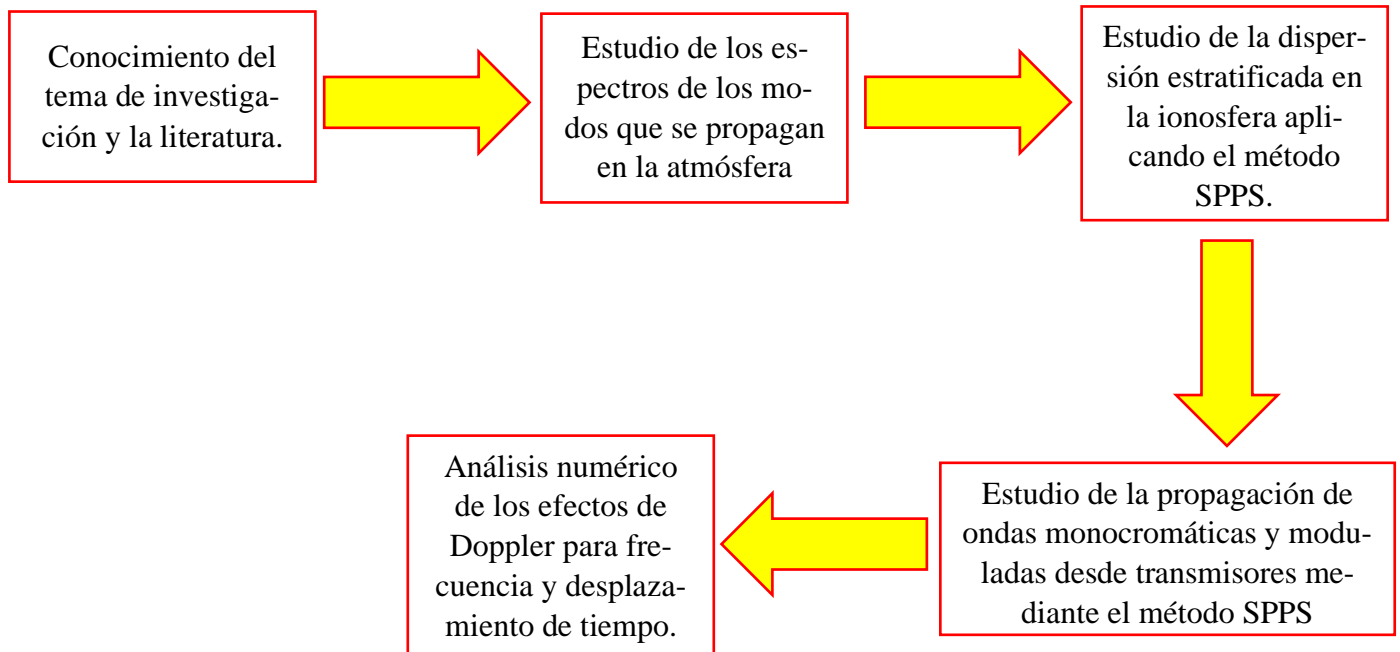 Conocimiento del
tema de investiga-
ción y la literatura.
Estudio de los es-
pectros de los mo-
dos que se propagan
en la atmósfera
Estudio de la disper-
sión estratificada en
la ionosfera apli-
cando el método
SPPS.
Estudio de la propagación de
ondas monocromáticas y modu-
ladas desde transmisores me-
diante el método SPPS
Análisis numérico
de los efectos de
Doppler para fre-
cuencia y desplaza-
miento de tiempo.